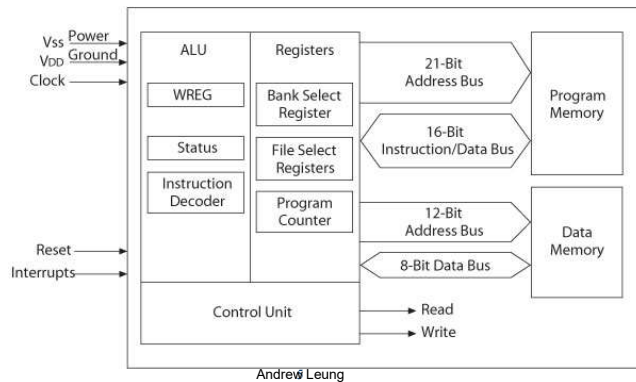 Vss Power
VDD Ground
Clock
Reset
Interrupts
ALU
WREG
Status
Instruction
Decoder
Registers
Bank Select
Register
File Select
Registers
Program
Counter
Control Unit
21-Bit
Address Bus
16-Bit
Instruction/Data Bus
12-Bit
Address Bus
8-Bit Data Bus
Program
Memory
Data
Memory
Read
Write
Andrew Leung